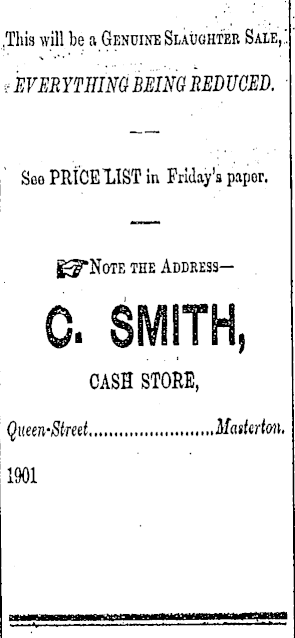 This will be a GENUINE SLAUGHTER SALE,
EVERYTHING BEING REDUCED.
See PRICE LIST in Friday's paper.
☞ NOTE THE ADDRESS—
C. SMITH,
CASH STORE,
Queen-Street........................Masterton.
1901